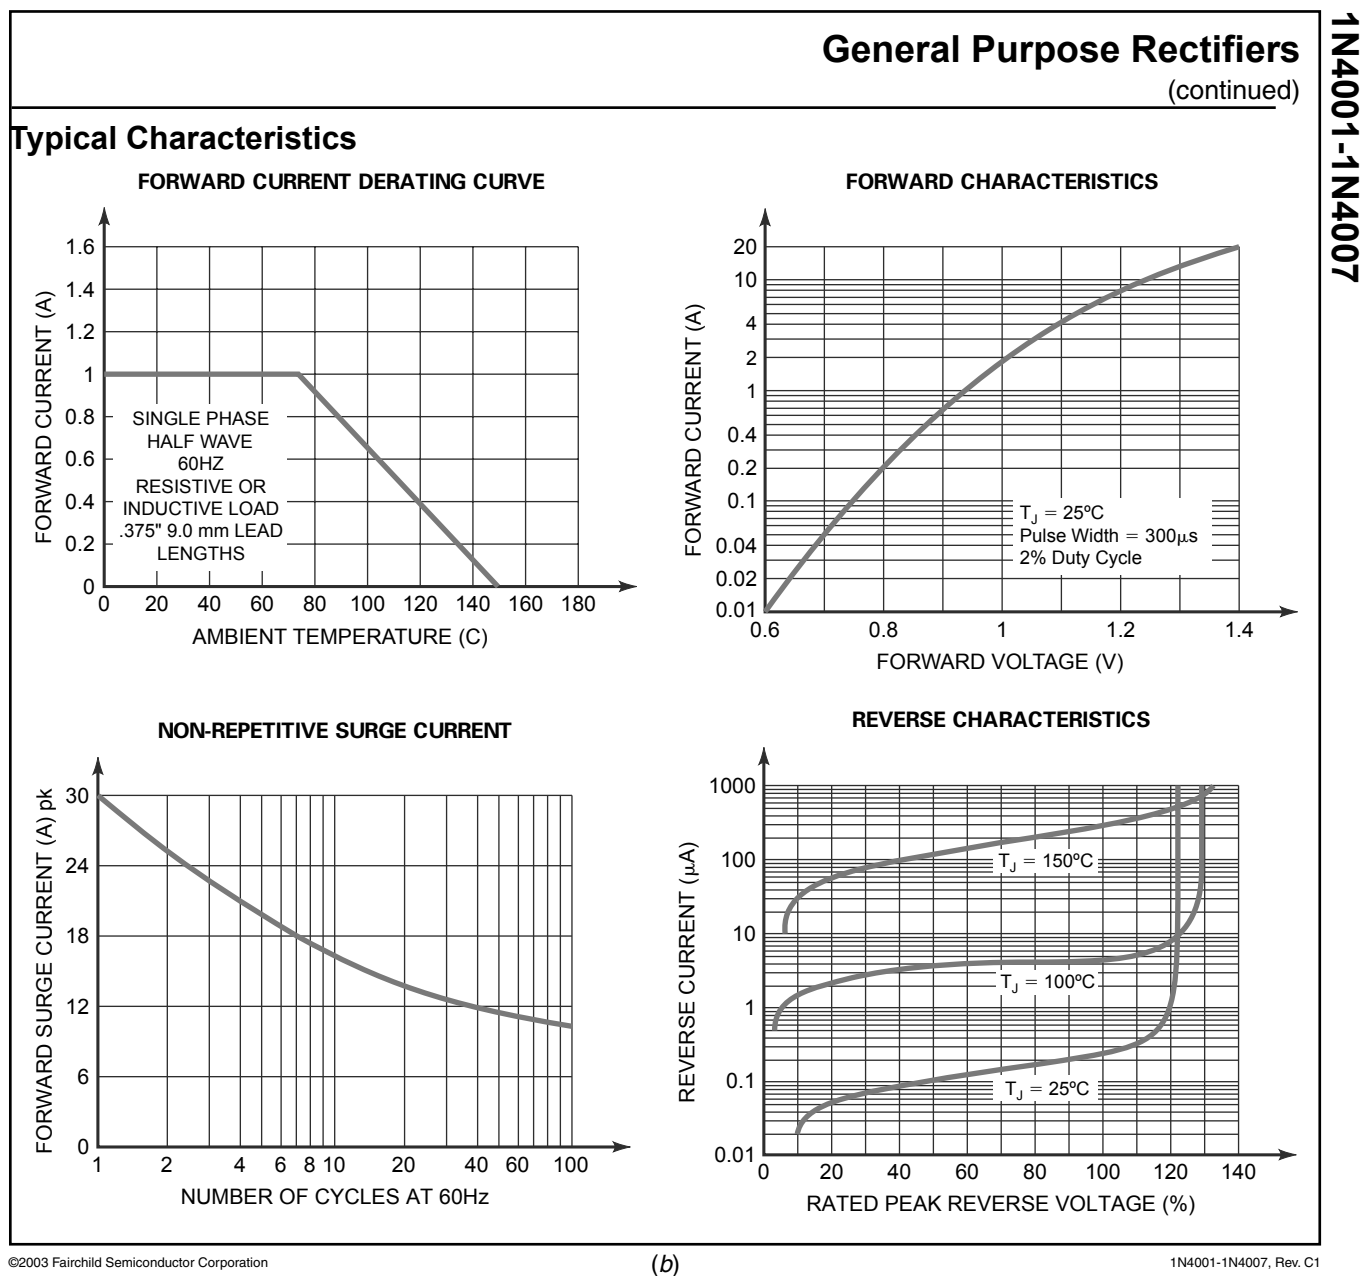 General Purpose Rectifiers
(continued)
1N4001-1N4007
Typical Characteristics
FORWARD CURRENT DERATING CURVE
FORWARD CURRENT (A)
1.6
1.4
1.2
1
0.8
0.6
0.4
0.2
0
SINGLE PHASE
HALF WAVE
60HZ
RESISTIVE OR
INDUCTIVE LOAD
.375" 9.0 mm LEAD
LENGTHS
0 20 40 60 80 100 120 140 160 180
AMBIENT TEMPERATURE (C)
FORWARD CHARACTERISTICS
FORWARD CURRENT (A)
20
10
4
2
1
0.4
0.2
0.1
0.04
0.02
0.01
TJ = 25ºC
Pulse Width = 300μs
2% Duty Cycle
0.6 0.8 1 1.2 1.4
FORWARD VOLTAGE (V)
NON-REPETITIVE SURGE CURRENT
FORWARD SURGE CURRENT (A) pk
30
24
18
12
6
0
1 2 4 6 8 10 20 40 60 100
NUMBER OF CYCLES AT 60Hz
REVERSE CHARACTERISTICS
REVERSE CURRENT (μA)
1000
100
10
1
0.1
0.01
TJ = 150ºC
TJ = 100ºC
TJ = 25ºC
0 20 40 60 80 100 120 140
RATED PEAK REVERSE VOLTAGE (%)
©2003 Fairchild Semiconductor Corporation
(b)
1N4001-1N4007, Rev. C1